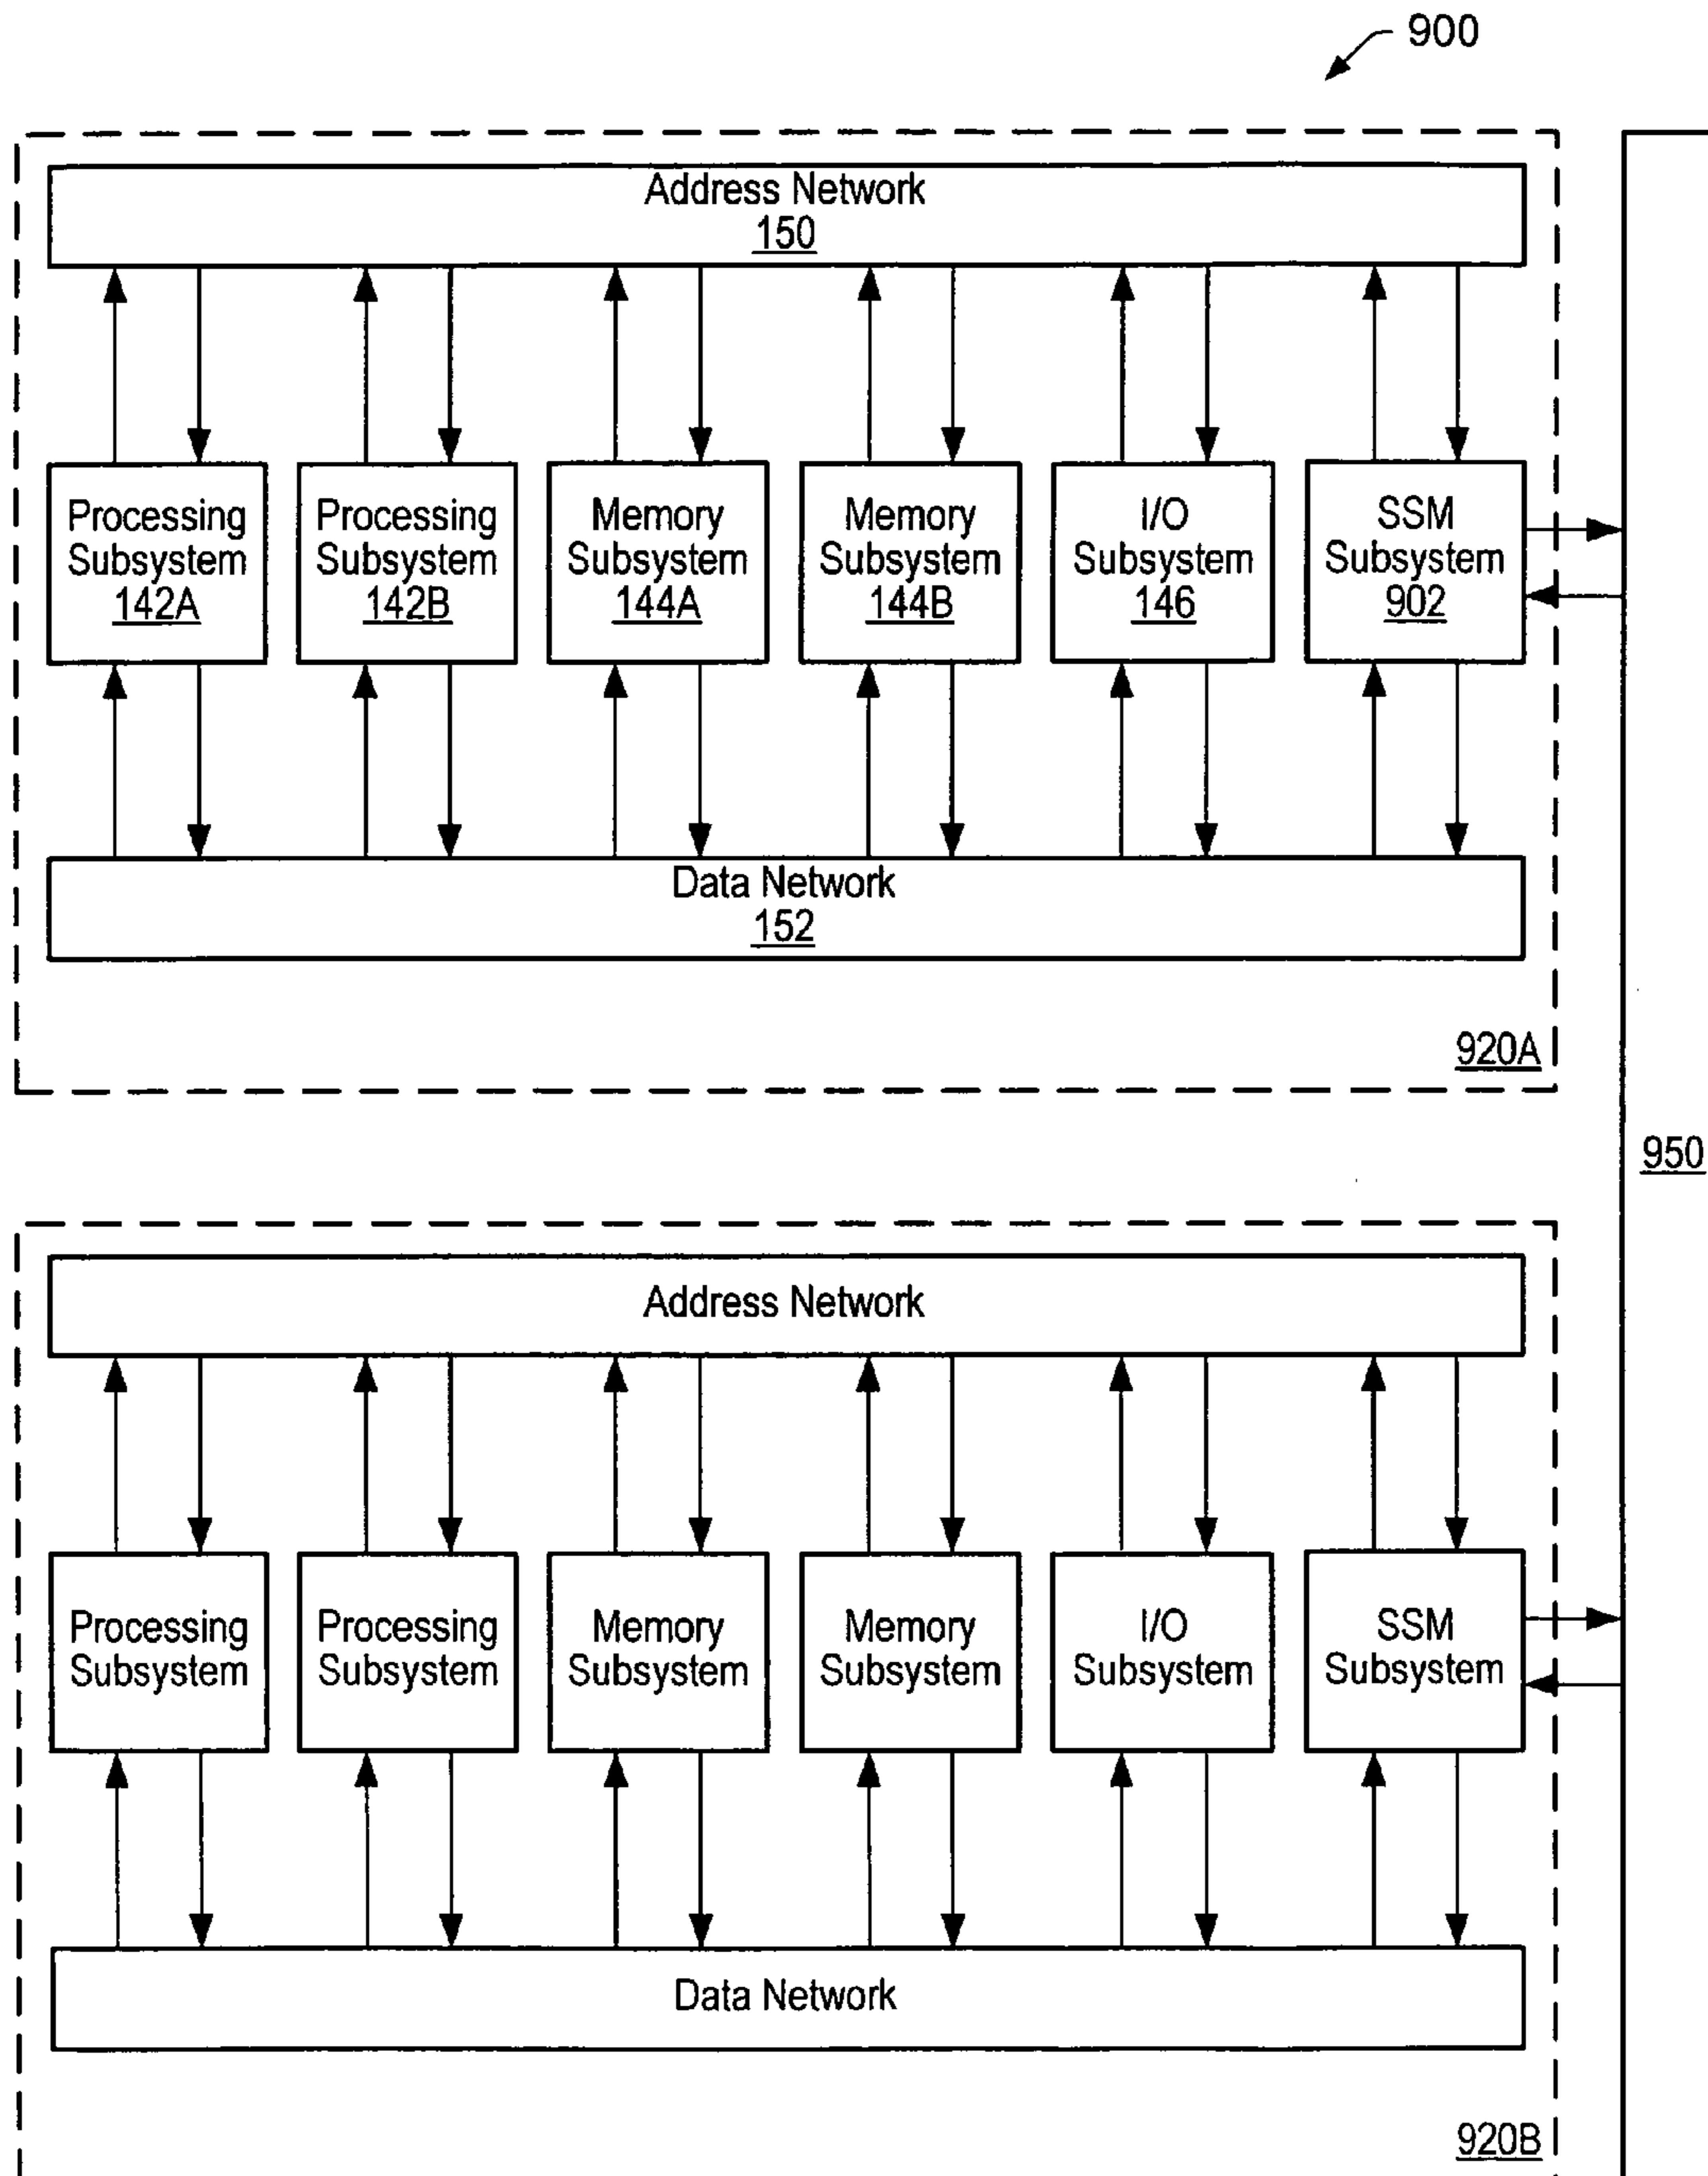 900
Address Network
150
Processing
Subsystem
142A
Processing
Subsystem
142B
Memory
Subsystem
144A
Memory
Subsystem
144B
I/O
Subsystem
146
SSM
Subsystem
902
Data Network
152
920A
950
Address Network
Processing
Subsystem
Processing
Subsystem
Memory
Subsystem
Memory
Subsystem
I/O
Subsystem
SSM
Subsystem
Data Network
920B